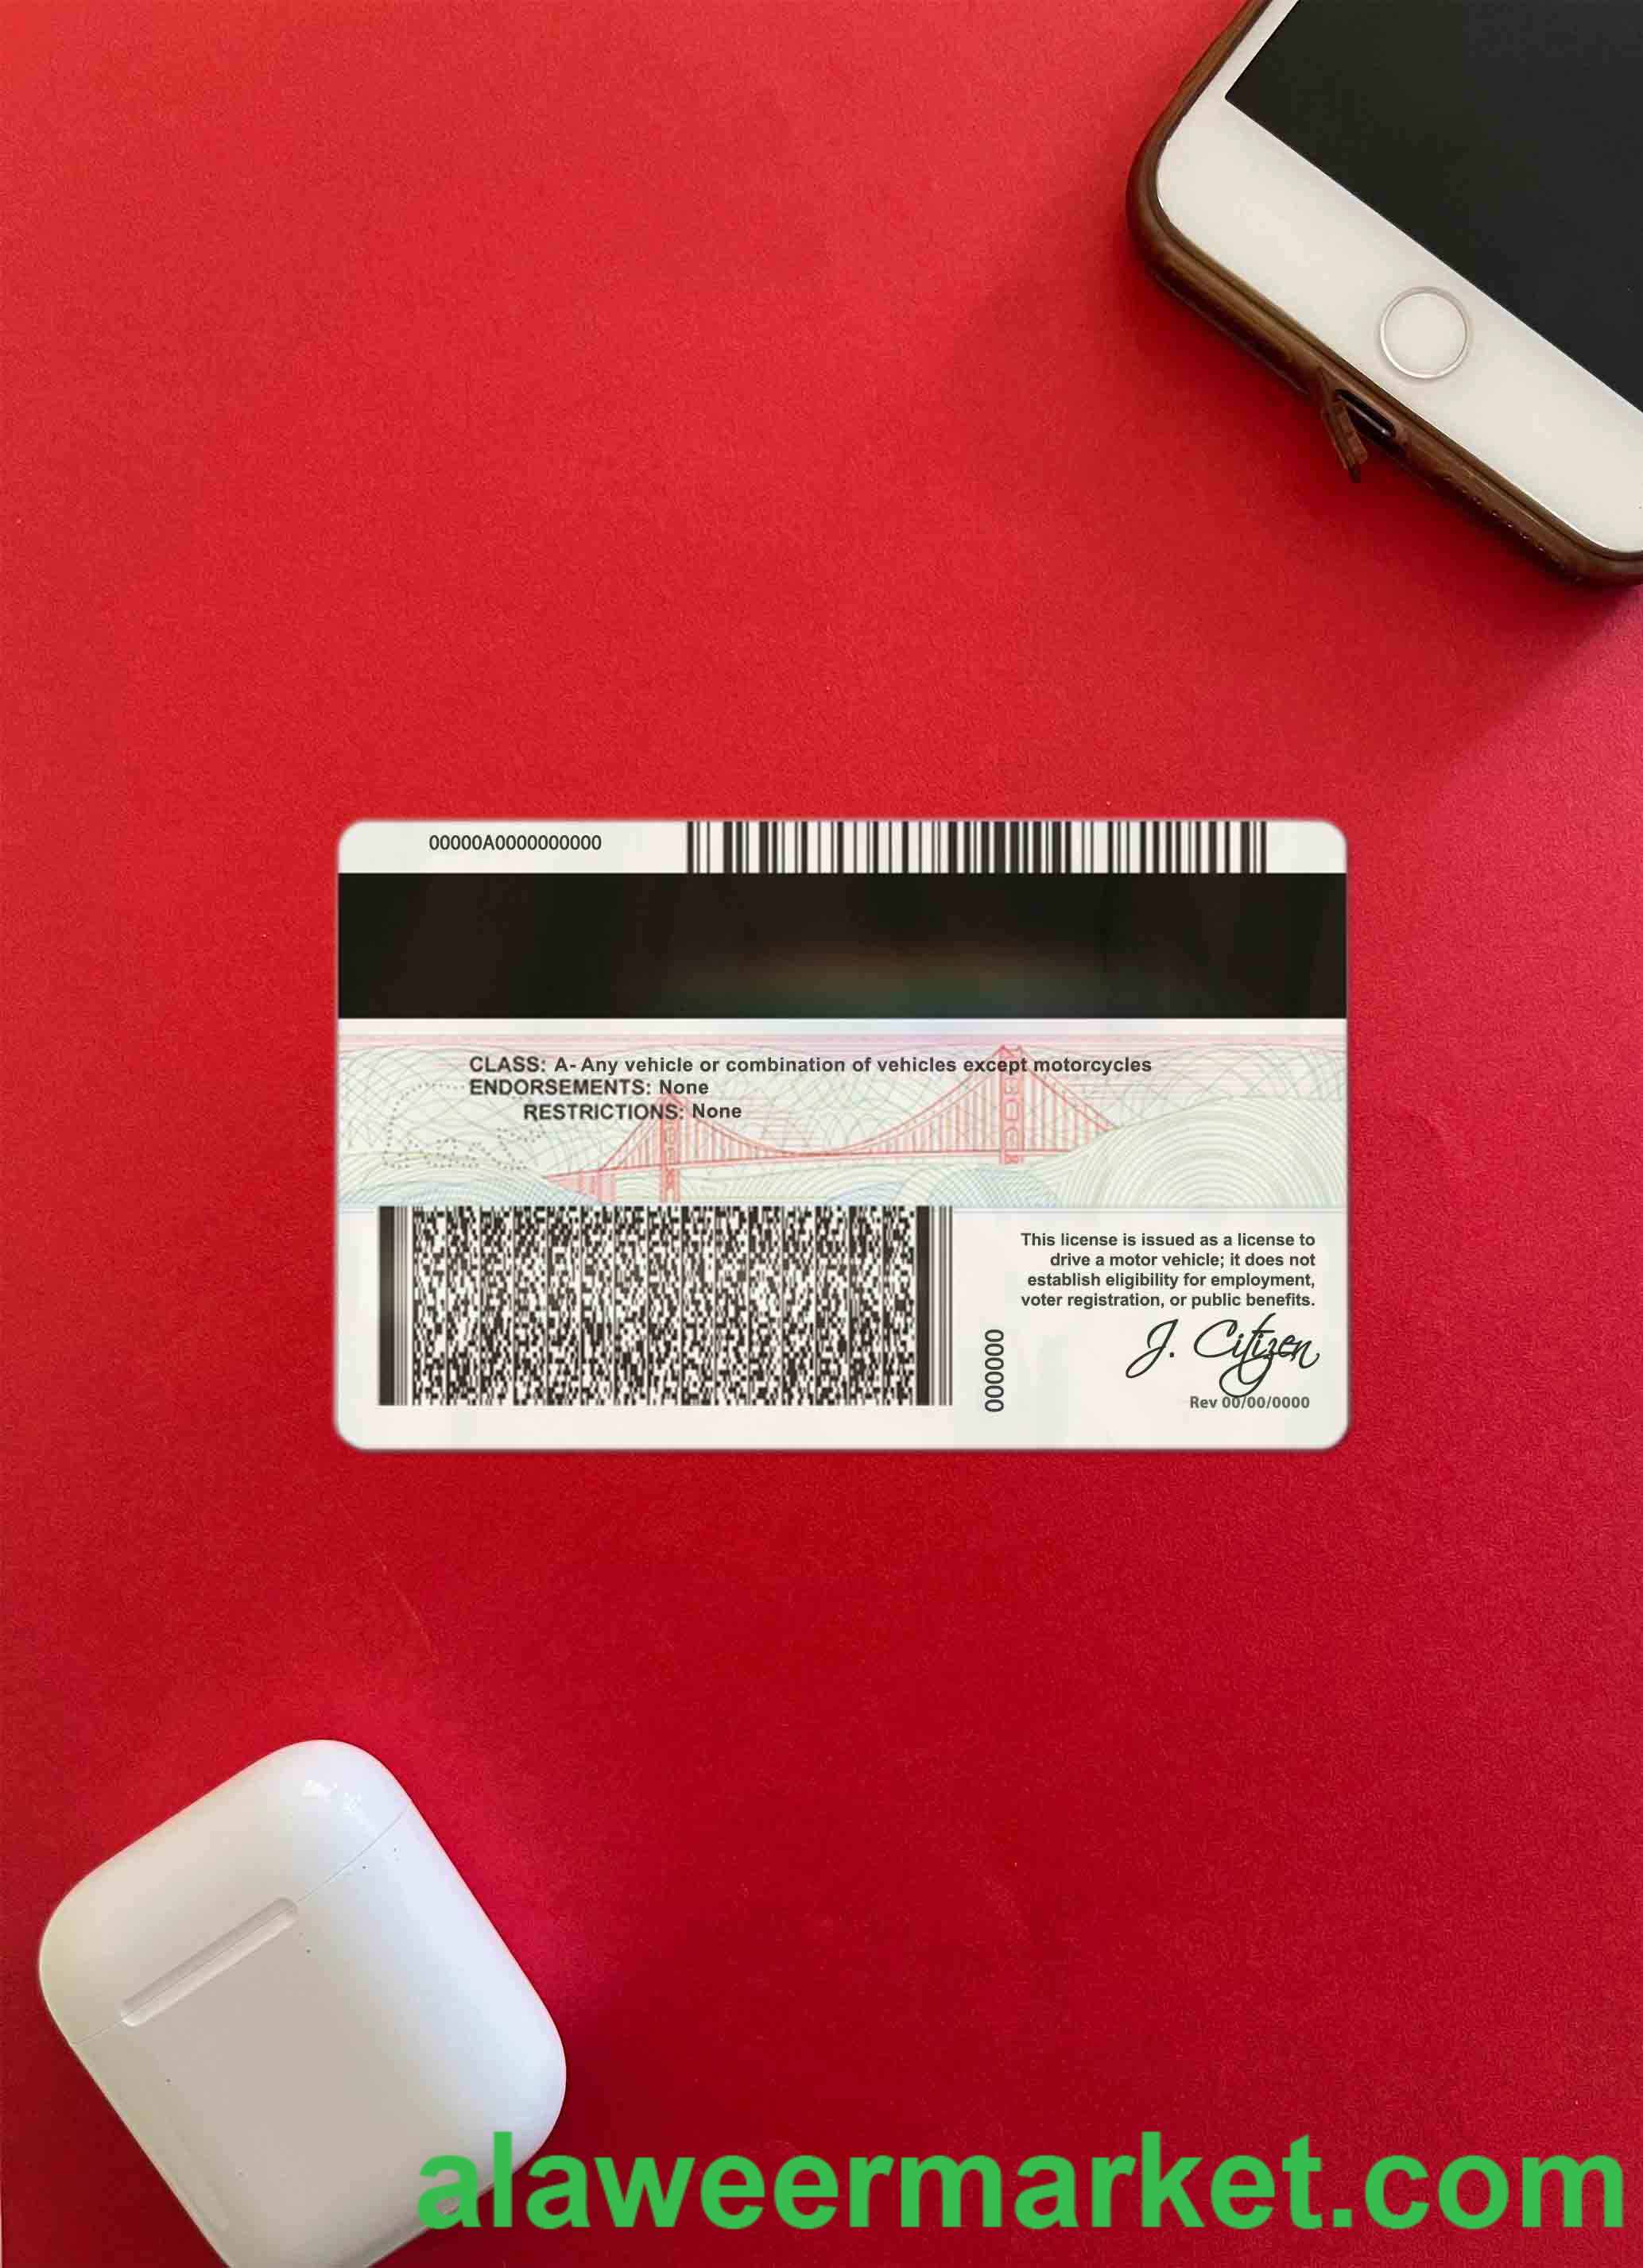 00000A0000000000
CLASS: A- Any vehicle or combination of vehicles except motorcycles
ENDORSEMENTS: None
RESTRICTIONS: None
This license is issued as a license to
drive a motor vehicle; it does not
establish eligibility for employment,
voter registration, or public benefits.
000000
J. Citizen
Rev 00/00/0000
alaweermarket.com